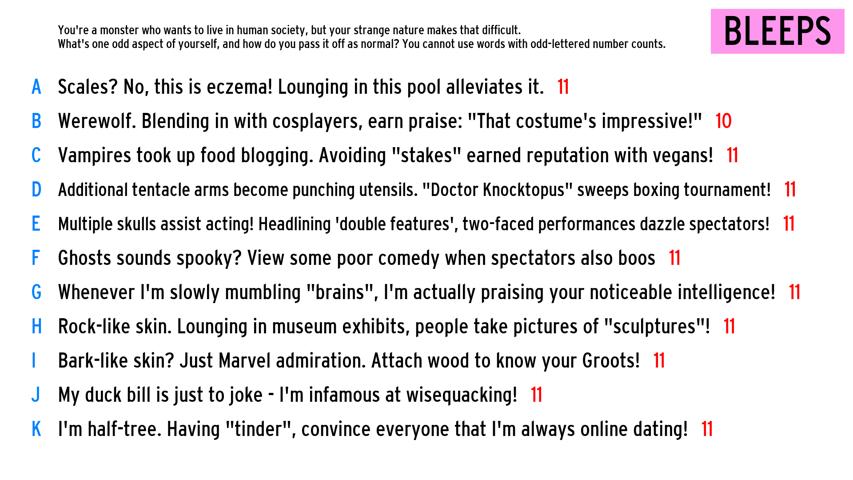 You're a monster who wants to live in human society, but your strange nature makes that difficult.
What's one odd aspect of yourself, and how do you pass it off as normal? You cannot use words with odd-lettered number counts.
BLEEPS
A Scales? No, this is eczema! Lounging in this pool alleviates it. 11
B Werewolf. Blending in with cosplayers, earn praise: "That costume's impressive!" 10
C Vampires took up food blogging. Avoiding "stakes" earned reputation with vegans! 11
D Additional tentacle arms become punching utensils. "Doctor Knocktopus" sweeps boxing tournament! 11
E Multiple skulls assist acting! Headlining 'double features', two-faced performances dazzle spectators! 11
F Ghosts sounds spooky? View some poor comedy when spectators also boos 11
G Whenever I'm slowly mumbling "brains", I'm actually praising your noticeable intelligence! 11
H Rock-like skin. Lounging in museum exhibits, people take pictures of "sculptures"! 11
I Bark-like skin? Just Marvel admiration. Attach wood to know your Groots! 11
J My duck bill is just to joke - I'm infamous at wisequacking! 11
K I'm half-tree. Having "tinder", convince everyone that I'm always online dating! 11